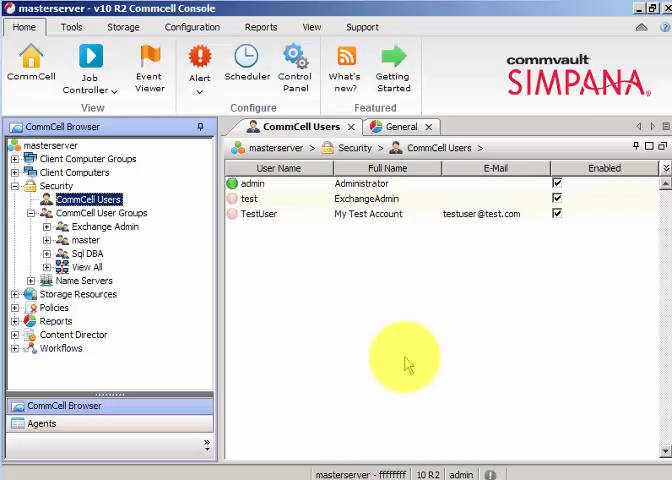 masterserver - v10 R2 Commcell Console
Home Tools Storage Configuration Reports View Support
CommCell
Job Controller
Event Viewer
Alert
Scheduler
Control Panel
What's new?
Getting Started
View Configure Featured
commvault
SIMPANA
CommCell Browser
masterserver
Client Computer Groups
Client Computers
Security
CommCell Users
CommCell User Groups
Exchange Admin
master
Sql DBA
View All
Name Servers
Storage Resources
Policies
Reports
Content Director
Workflows
CommCell Browser
Agents
CommCell Users General
masterserver > Security > CommCell Users >
User Name Full Name E-Mail Enabled
admin Administrator
test ExchangeAdmin
TestUser My Test Account testuser@test.com
masterserver - ffffffff 10 R2 admin